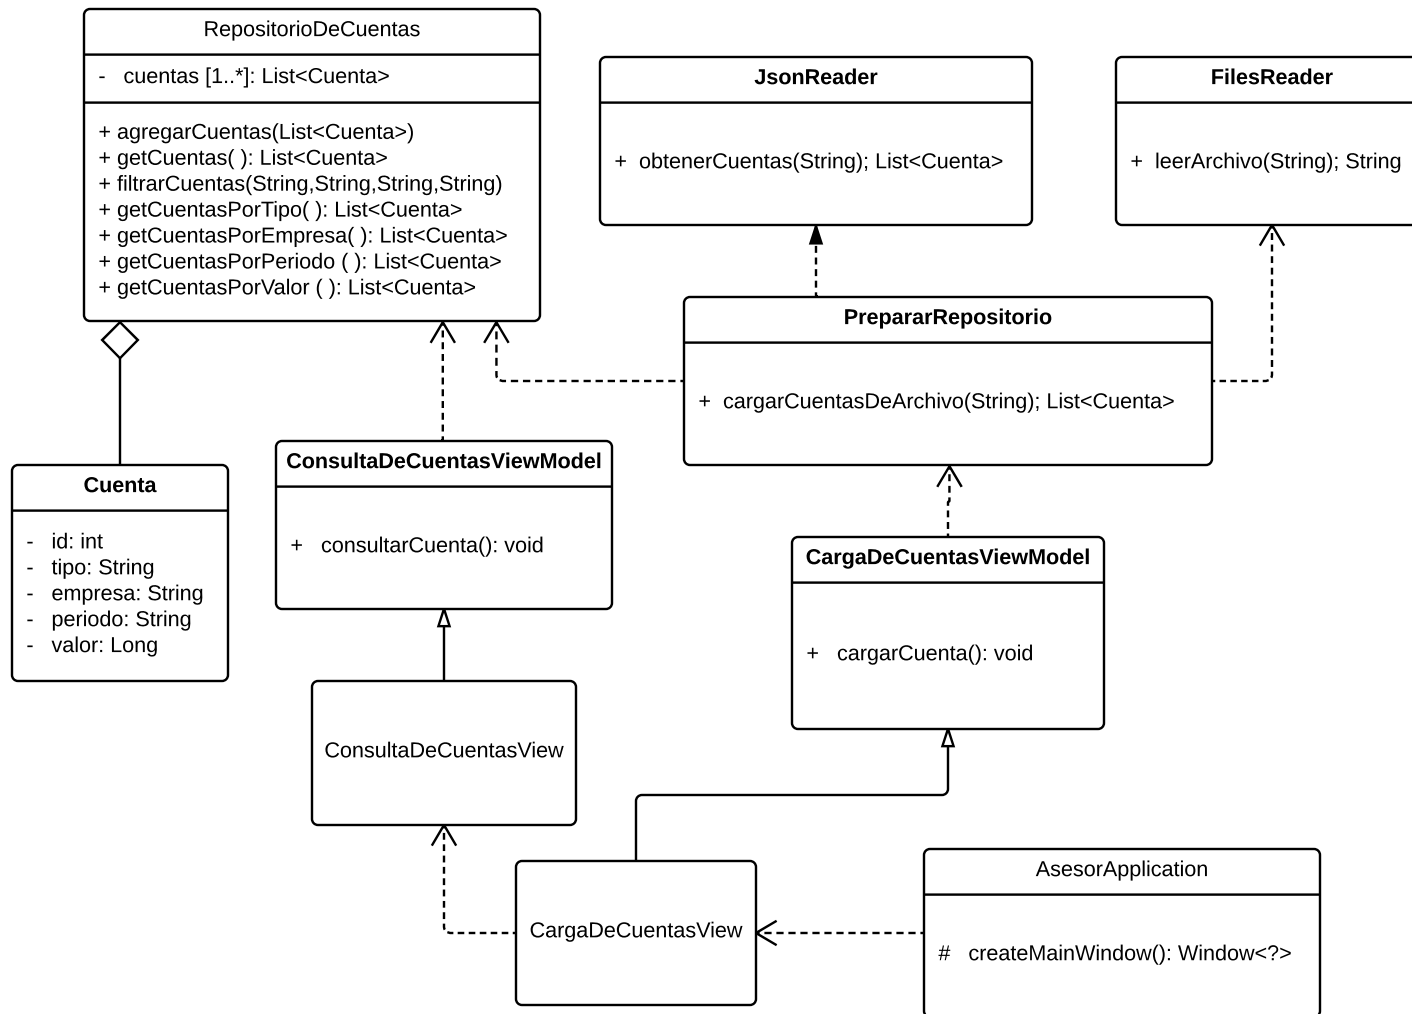 RepositorioDeCuentas
- cuentas [1..*]: List<Cuenta>
+ agregarCuentas(List<Cuenta>)
+ getCuentas( ): List<Cuenta>
+ filtrarCuentas(String,String,String,String)
+ getCuentasPorTipo( ): List<Cuenta>
+ getCuentasPorEmpresa( ): List<Cuenta>
+ getCuentasPorPeriodo ( ): List<Cuenta>
+ getCuentasPorValor ( ): List<Cuenta>
JsonReader
+ obtenerCuentas(String); List<Cuenta>
FilesReader
+ leerArchivo(String); String
PrepararRepositorio
+ cargarCuentasDeArchivo(String); List<Cuenta>
Cuenta
- id: int
- tipo: String
- empresa: String
- periodo: String
- valor: Long
ConsultaDeCuentasViewModel
+ consultarCuenta(): void
CargaDeCuentasViewModel
+ cargarCuenta(): void
ConsultaDeCuentasView
CargaDeCuentasView
AsesorApplication
# createMainWindow(): Window<?>